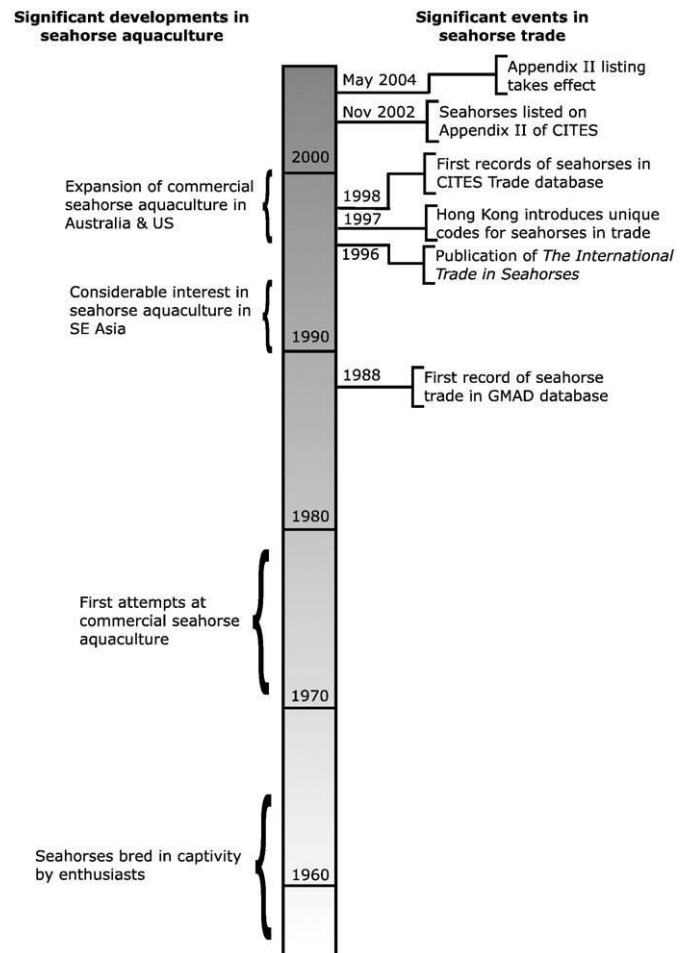 Significant developments in
seahorse aquaculture
Significant events in
seahorse trade
May 2004
Appendix II listing
takes effect
Nov 2002
Seahorses listed on
Appendix II of CITES
2000
First records of seahorses in
CITES Trade database
Expansion of commercial
seahorse aquaculture in
Australia & US
1998
1997
Hong Kong introduces unique
codes for seahorses in trade
1996
Publication of The International
Trade in Seahorses
Considerable interest in
seahorse aquaculture in
SE Asia
1990
1988
First record of seahorse
trade in GMAD database
1980
First attempts at
commercial seahorse
aquaculture
1970
Seahorses bred in captivity
by enthusiasts
1960